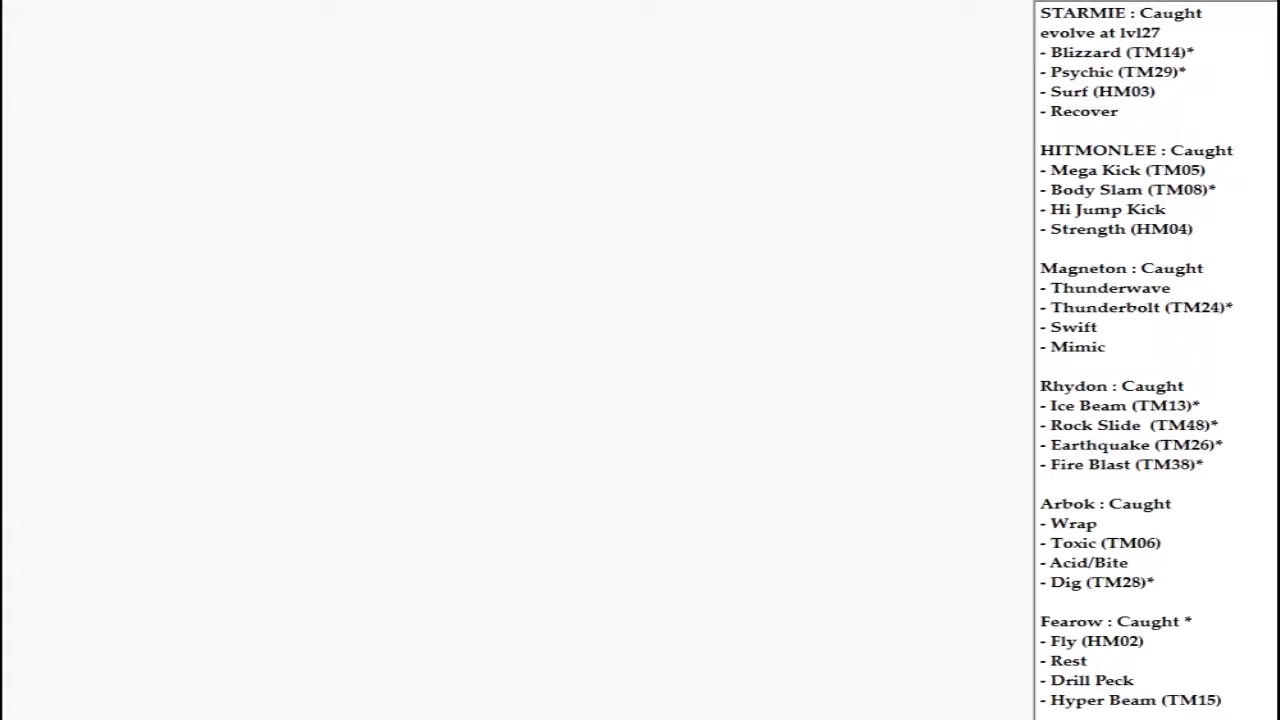 STARMIE : Caught
evolve at lvl27
- Blizzard (TM14)*
- Psychic (TM29)*
- Surf (HM03)
- Recover
HITMONLEE : Caught
- Mega Kick (TM05)
- Body Slam (TM08)*
- Hi Jump Kick
- Strength (HM04)
Magneton : Caught
- Thunderwave
- Thunderbolt (TM24)*
- Swift
- Mimic
Rhydon : Caught
- Ice Beam (TM13)*
- Rock Slide  (TM48)*
- Earthquake (TM26)*
- Fire Blast (TM38)*
Arbok : Caught
- Wrap
- Toxic (TM06)
- Acid/Bite
- Dig (TM28)*
Fearow : Caught *
- Fly (HM02)
- Rest
- Drill Peck
- Hyper Beam (TM15)